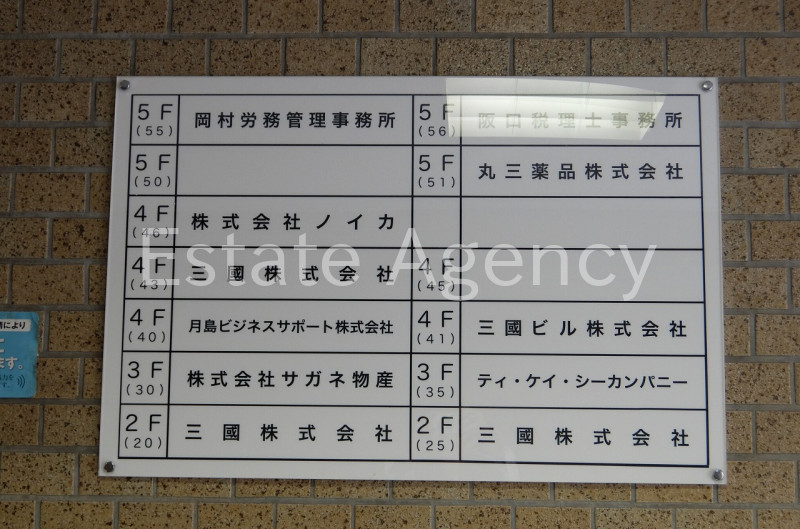 5F (55) 岡村労務管理事務所 5F (56) 阪口税理士事務所
5F (50) 5F (51) 丸三薬品株式会社
4F (46) 株式会社ノイカ
4F (43) 三國株式会社 4F (45)
4F (40) 月島ビジネスサポート株式会社 4F (41) 三國ビル株式会社
3F (30) 株式会社サガネ物産 3F (35) ティ・ケイ・シーカンパニー
2F (20) 三國株式会社 2F (25) 三國株式会社
Estate Agency
により
ます。